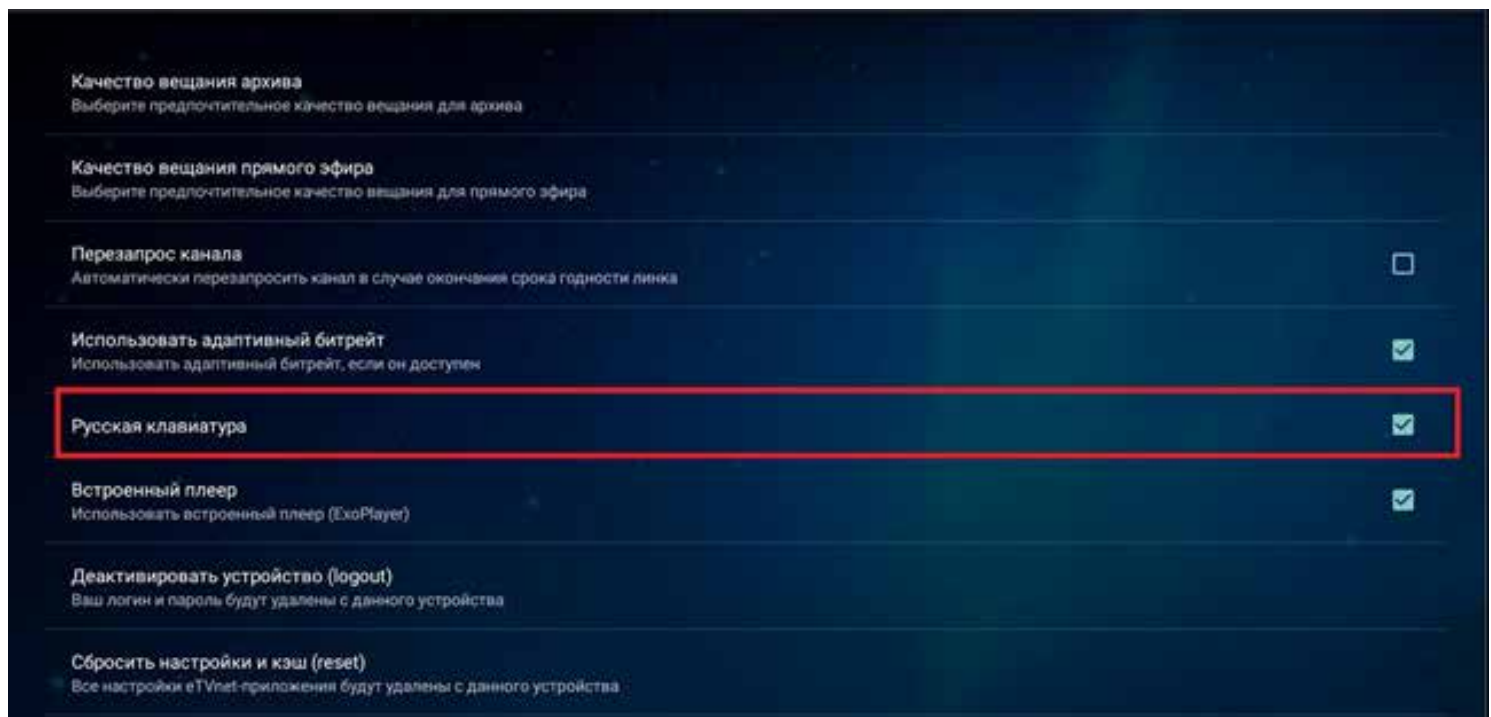 Качество вещания архива
Выберите предпочтительное качество вещания для архива
Качество вещания прямого эфира
Выберите предпочтительное качество вещания для прямого эфира
Перезапрос канала
Автоматически перезапросить канал в случае окончания срока годности линка
Использовать адаптивный битрейт
Использовать адаптивный битрейт, если он доступен
Русская клавиатура
Встроенный плеер
Использовать встроенный плеер (ExoPlayer)
Деактивировать устройство (logout)
Ваш логин и пароль будут удалены с данного устройства
Сбросить настройки и кэш (reset)
Все настройки eTVnet-приложения будут удалены с данного устройства